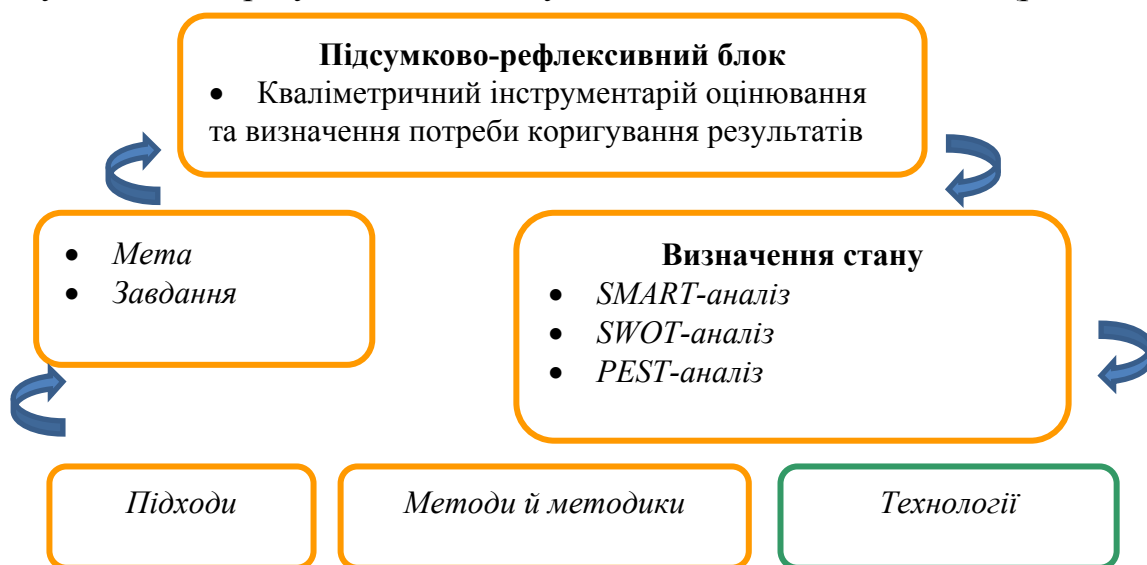 Підсумково-рефлексивний блок
• Кваліметричний інструментарій оцінювання
та визначення потреби коригування результатів
• Мета
• Завдання
Визначення стану
• SMART-аналіз
• SWOT-аналіз
• PEST-аналіз
Підходи
Методи й методики
Технології